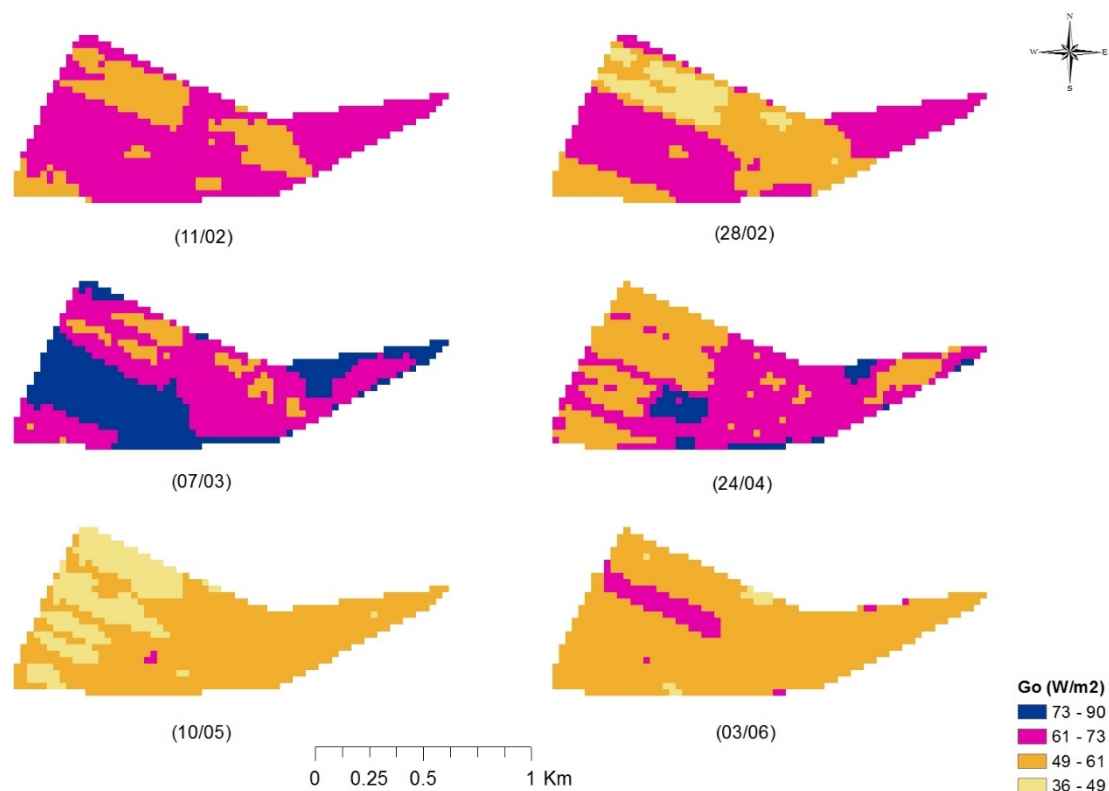 N
W E
S
(11/02) (28/02)
(07/03) (24/04)
(10/05) (03/06)
Go (W/m2)
73 - 90
61 - 73
49 - 61
36 - 49
0 0.25 0.5 1 Km